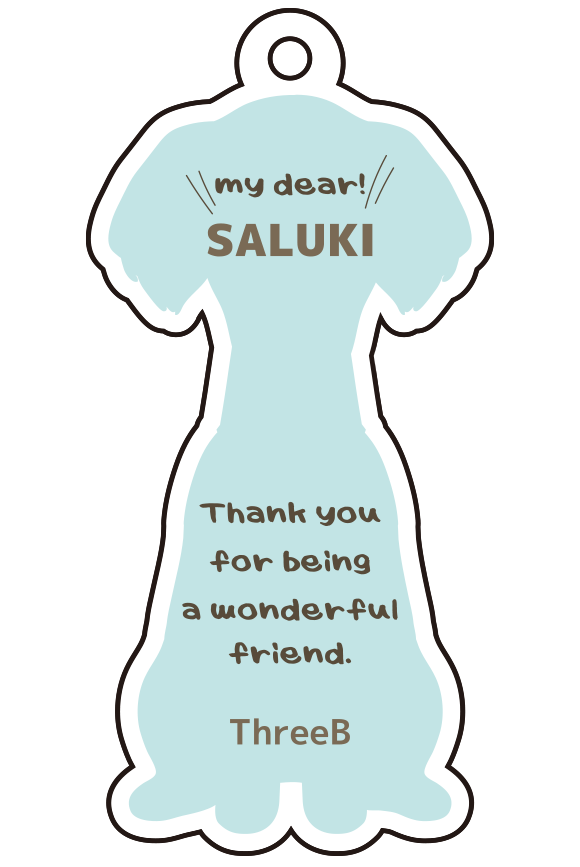 my dear!
SALUKI
Thank you
for being
a wonderful
friend.
ThreeB